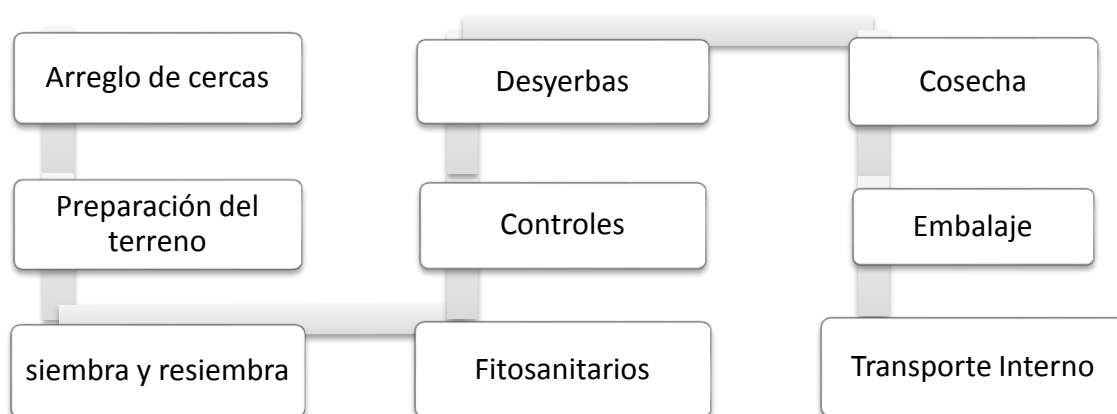 Arreglo de cercas
Preparación del
terreno
siembra y resiembra
Fitosanitarios
Controles
Desyerbas
Cosecha
Embalaje
Transporte Interno